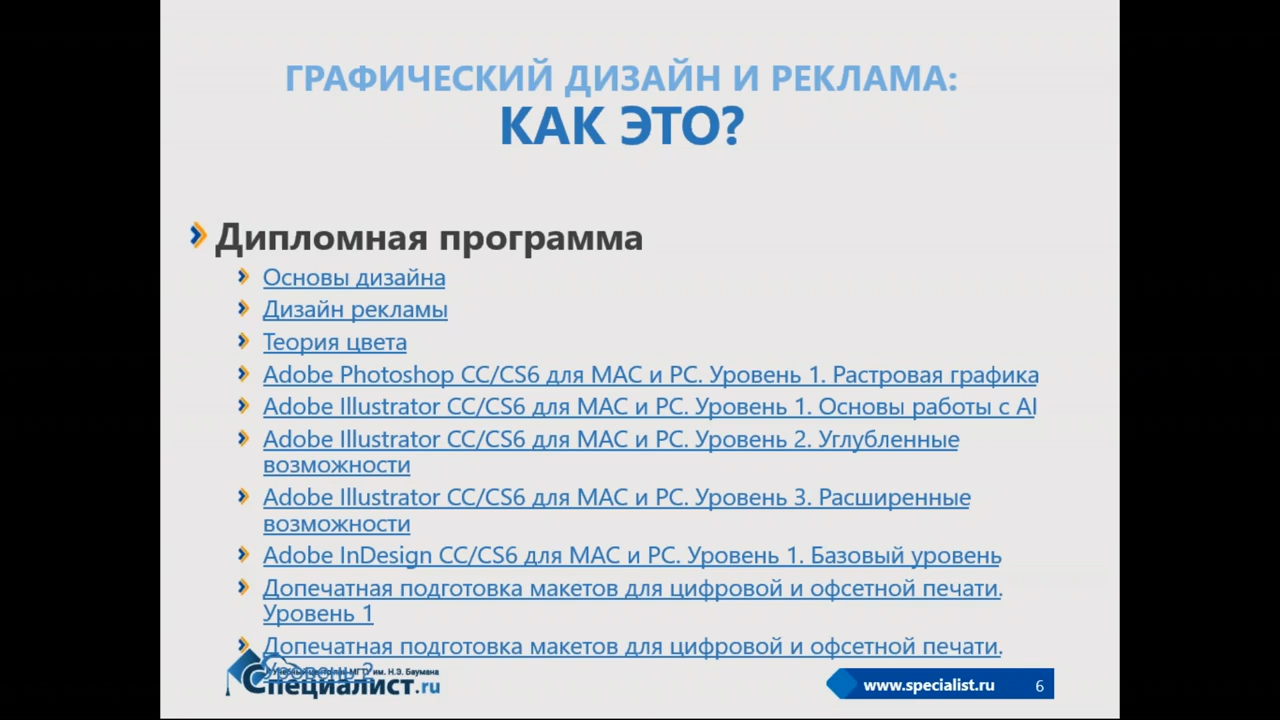 ГРАФИЧЕСКИЙ ДИЗАЙН И РЕКЛАМА:
КАК ЭТО?
Дипломная программа
Основы дизайна
Дизайн рекламы
Теория цвета
Adobe Photoshop CC/CS6 для MAC и PC. Уровень 1. Растровая графика
Adobe Illustrator CC/CS6 для MAC и PC. Уровень 1. Основы работы с AI
Adobe Illustrator CC/CS6 для MAC и PC. Уровень 2. Углубленные
возможности
Adobe Illustrator CC/CS6 для MAC и PC. Уровень 3. Расширенные
возможности
Adobe InDesign CC/CS6 для MAC и PC. Уровень 1. Базовый уровень
Допечатная подготовка макетов для цифровой и офсетной печати.
Уровень 1
Допечатная подготовка макетов для цифровой и офсетной печати.
Уровень 2
им. Н.Э. Баумана
Специалист.ru
www.specialist.ru
6